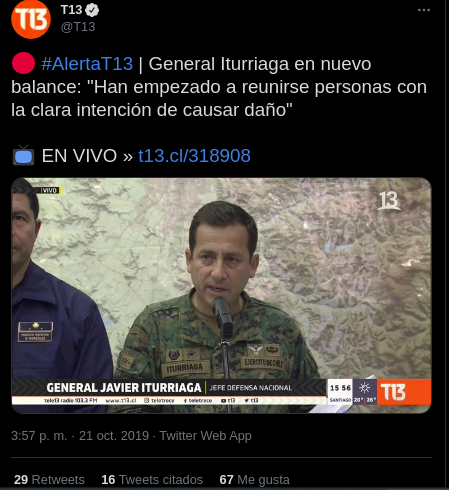 T13
T13
@T13
#AlertaT13 | General Iturriaga en nuevo
balance: "Han empezado a reunirse personas con
la clara intención de causar daño"
EN VIVO » t13.cl/318908
VIVO
13
ITURRIAGA
EJERCITO DE CHILE
GENERAL JAVIER ITURRIAGA | JEFE DEFENSA NACIONAL
15 56
SANTIAGO 20° 26°
T13
tele13 radio 103.3 FM www.t13.cl teletrece teletrece t13 t13
3:57 p. m. · 21 oct. 2019 · Twitter Web App
29 Retweets 16 Tweets citados 67 Me gusta